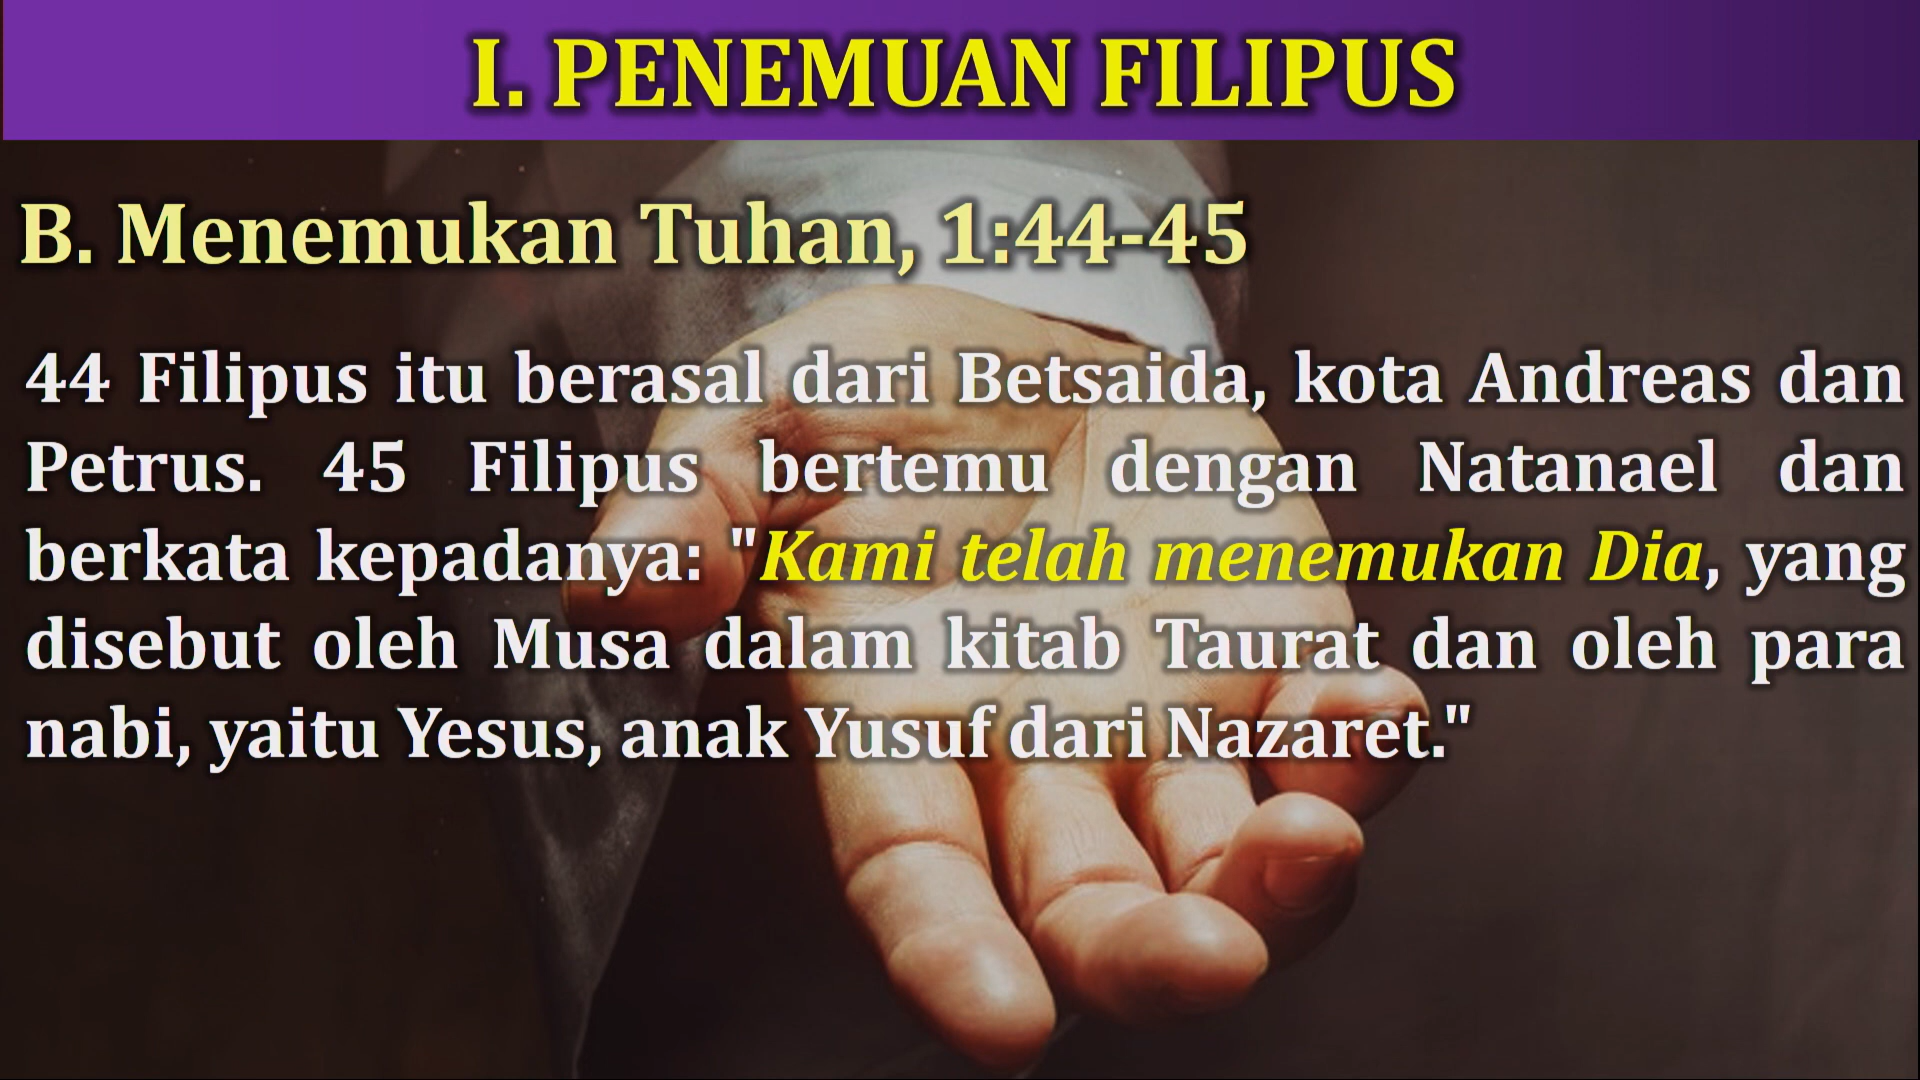 I. PENEMUAN FILIPUS
B. Menemukan Tuhan, 1:44-45
44 Filipus itu berasal dari Betsaida, kota Andreas dan
Petrus. 45 Filipus bertemu dengan Natanael dan
berkata kepadanya: "Kami telah menemukan Dia, yang
disebut oleh Musa dalam kitab Taurat dan oleh para
nabi, yaitu Yesus, anak Yusuf dari Nazaret."